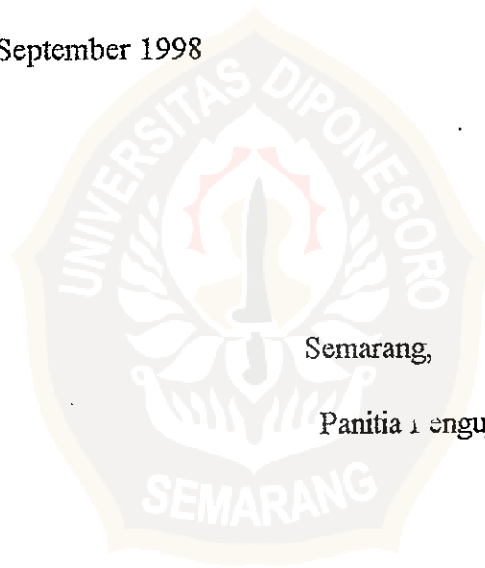 September 1998
UNIVERSITAS DIPONEGORO
Semarang,
Panitia
SEMARANG